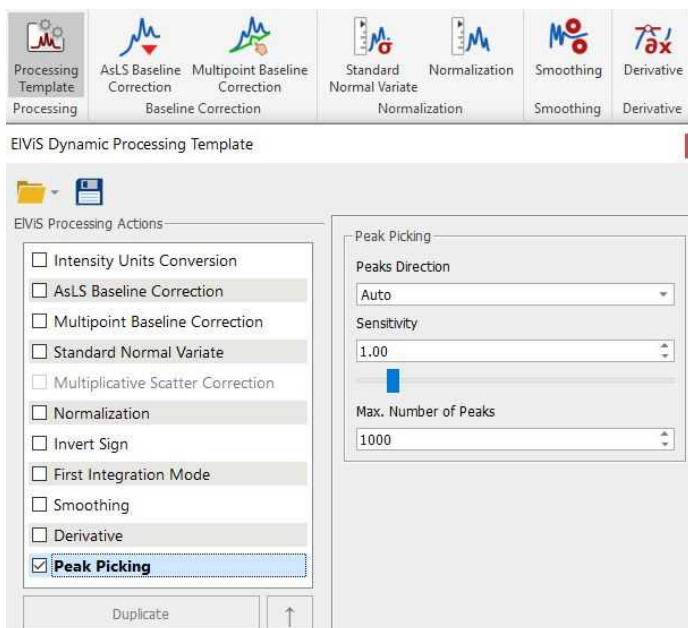 Processing Template
AsLS Baseline Correction
Multipoint Baseline Correction
Standard Normal Variate
Normalization
Smoothing
Derivative
Processing
Baseline Correction
Normalization
Smoothing
Derivative
ElViS Dynamic Processing Template
ElViS Processing Actions
Intensity Units Conversion
AsLS Baseline Correction
Multipoint Baseline Correction
Standard Normal Variate
Multiplicative Scatter Correction
Normalization
Invert Sign
First Integration Mode
Smoothing
Derivative
Peak Picking
Duplicate
Peak Picking
Peaks Direction
Auto
Sensitivity
1.00
Max. Number of Peaks
1000